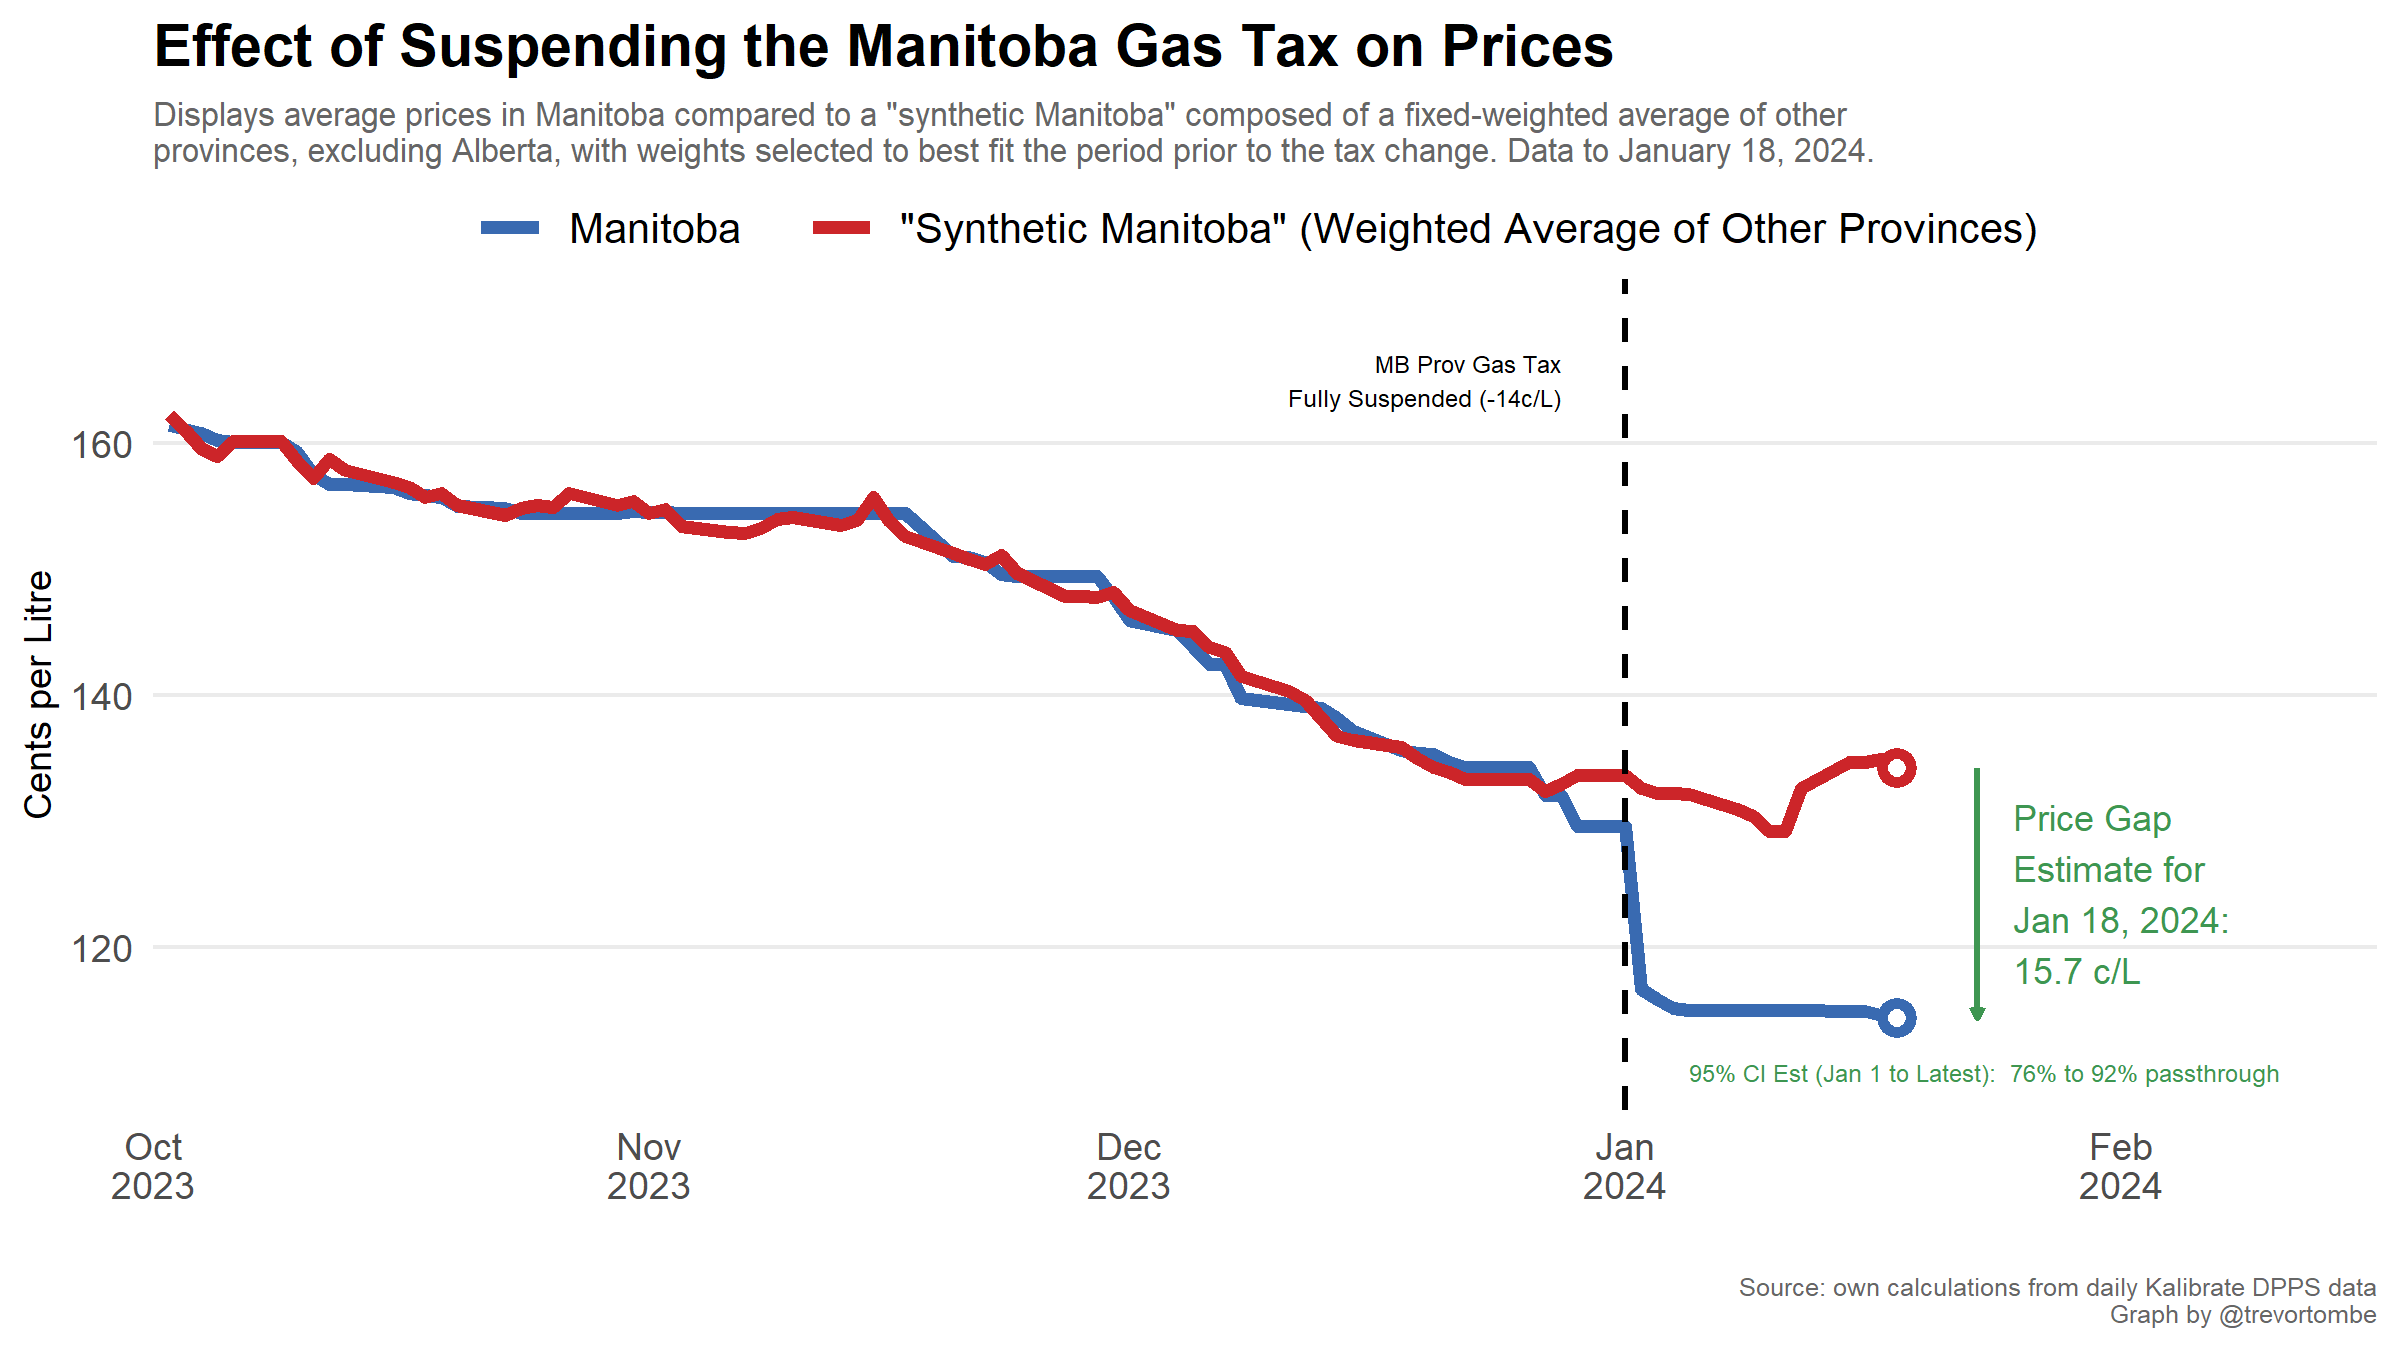 Effect of Suspending the Manitoba Gas Tax on Prices
Displays average prices in Manitoba compared to a "synthetic Manitoba" composed of a fixed-weighted average of other
provinces, excluding Alberta, with weights selected to best fit the period prior to the tax change. Data to January 18, 2024.
Manitoba
"Synthetic Manitoba" (Weighted Average of Other Provinces)
MB Prov Gas Tax
Fully Suspended (-14c/L)
Cents per Litre
160
140
120
Price Gap
Estimate for
Jan 18, 2024:
15.7 c/L
95% CI Est (Jan 1 to Latest):  76% to 92% passthrough
Oct
2023
Nov
2023
Dec
2023
Jan
2024
Feb
2024
Source: own calculations from daily Kalibrate DPPS data
Graph by @trevortombe